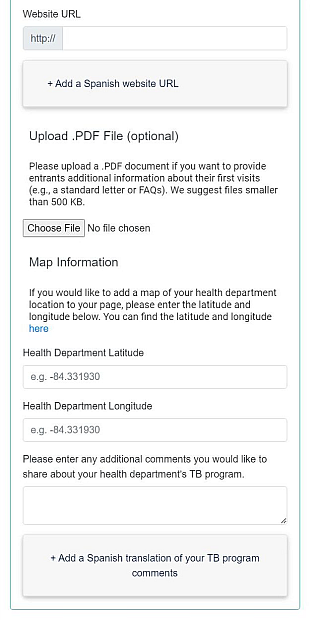 Website URL
http://
+ Add a Spanish website URL
Upload .PDF File (optional)
Please upload a .PDF document if you want to provide
entrants additional information about their first visits
(e.g., a standard letter or FAQs). We suggest files smaller
than 500 KB.
Choose File No file chosen
Map Information
If you would like to add a map of your health department
location to your page, please enter the latitude and
longitude below. You can find the latitude and longitude
here
Health Department Latitude
e.g. -84.331930
Health Department Longitude
e.g. -84.331930
Please enter any additional comments you would like to
share about your health department's TB program.
+ Add a Spanish translation of your TB program
comments